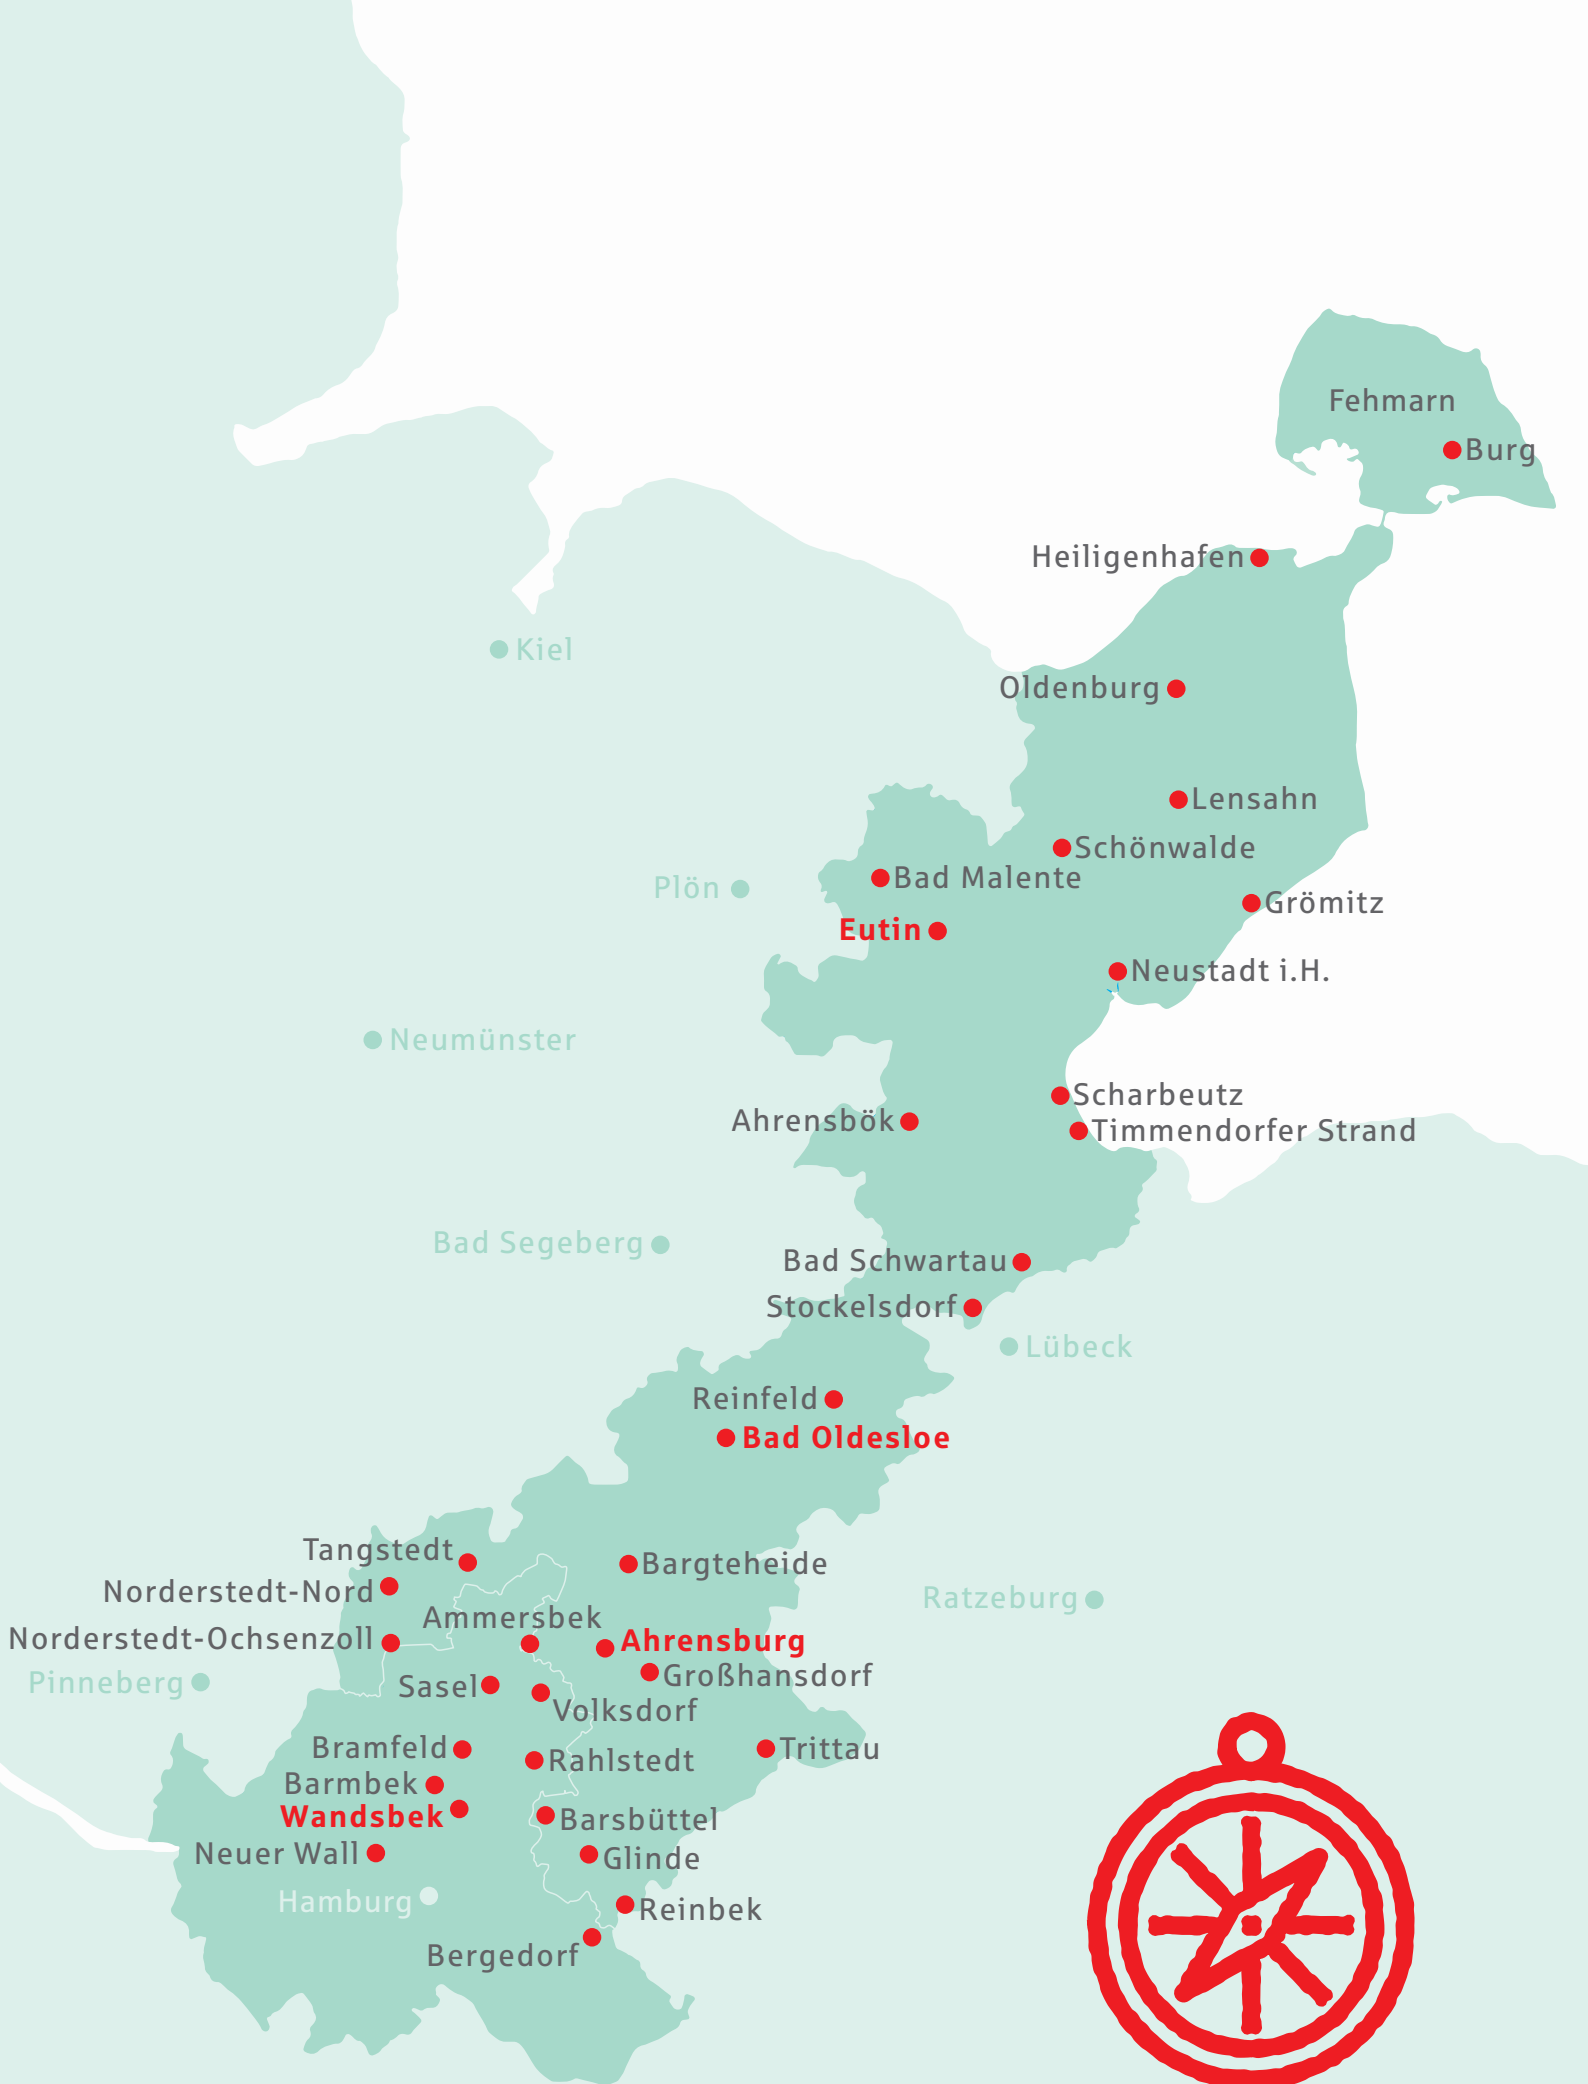 Fehmarn
Burg
Heiligenhafen
Kiel
Oldenburg
Lensahn
Schönwalde
Bad Malente
Plön
Grömitz
Eutin
Neustadt i.H.
Neumünster
Scharbeutz
Ahrensbök
Timmendorfer Strand
Bad Segeberg
Bad Schwartau
Stockelsdorf
Lübeck
Reinfeld
Bad Oldesloe
Tangstedt
Bargteheide
Norderstedt-Nord
Ratzeburg
Ammersbek
Norderstedt-Ochsenzoll
Ahrensburg
Großhansdorf
Pinneberg
Sasel
Volksdorf
Bramfeld
Trittau
Rahlstedt
Barmbek
Wandsbek
Barsbüttel
Neuer Wall
Glinde
Hamburg
Reinbek
Bergedorf